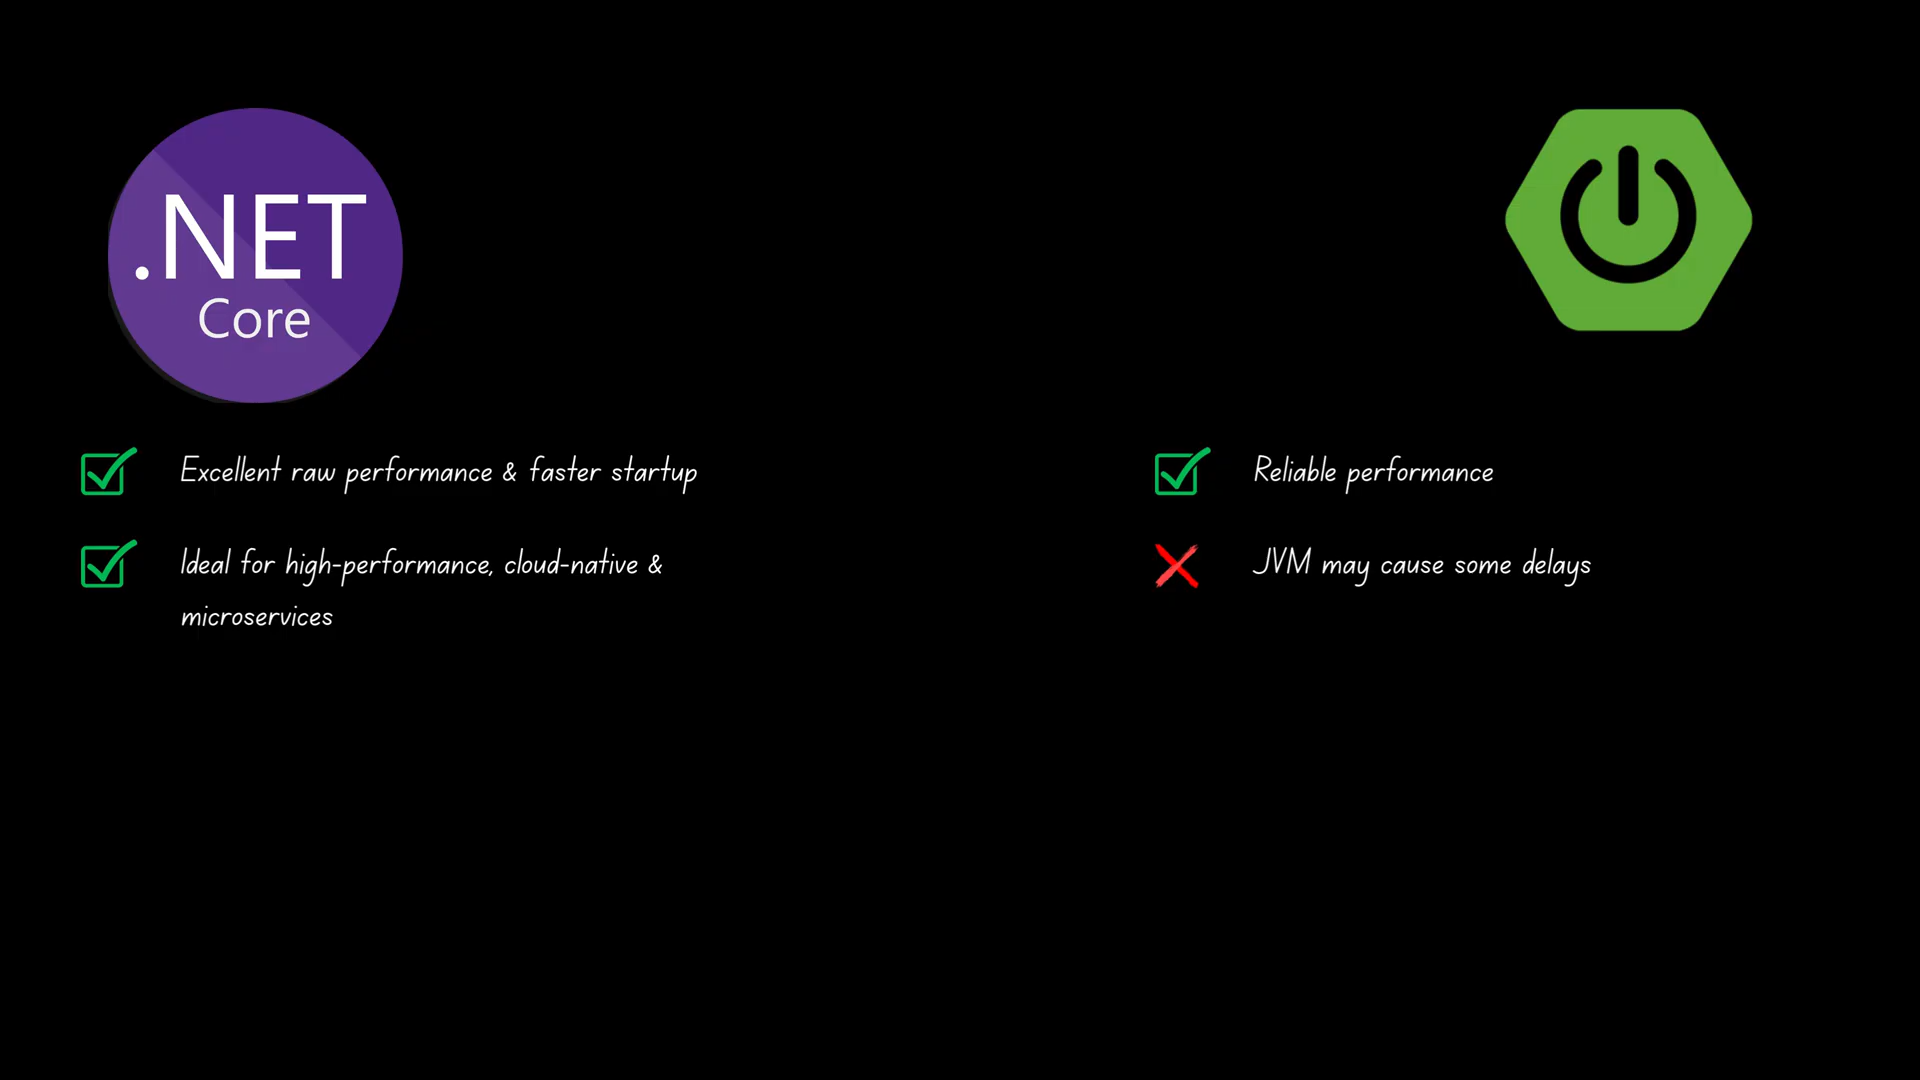 .NET
Core
Excellent raw performance & faster startup
Ideal for high-performance, cloud-native &
microservices
Reliable performance
JVM may cause some delays